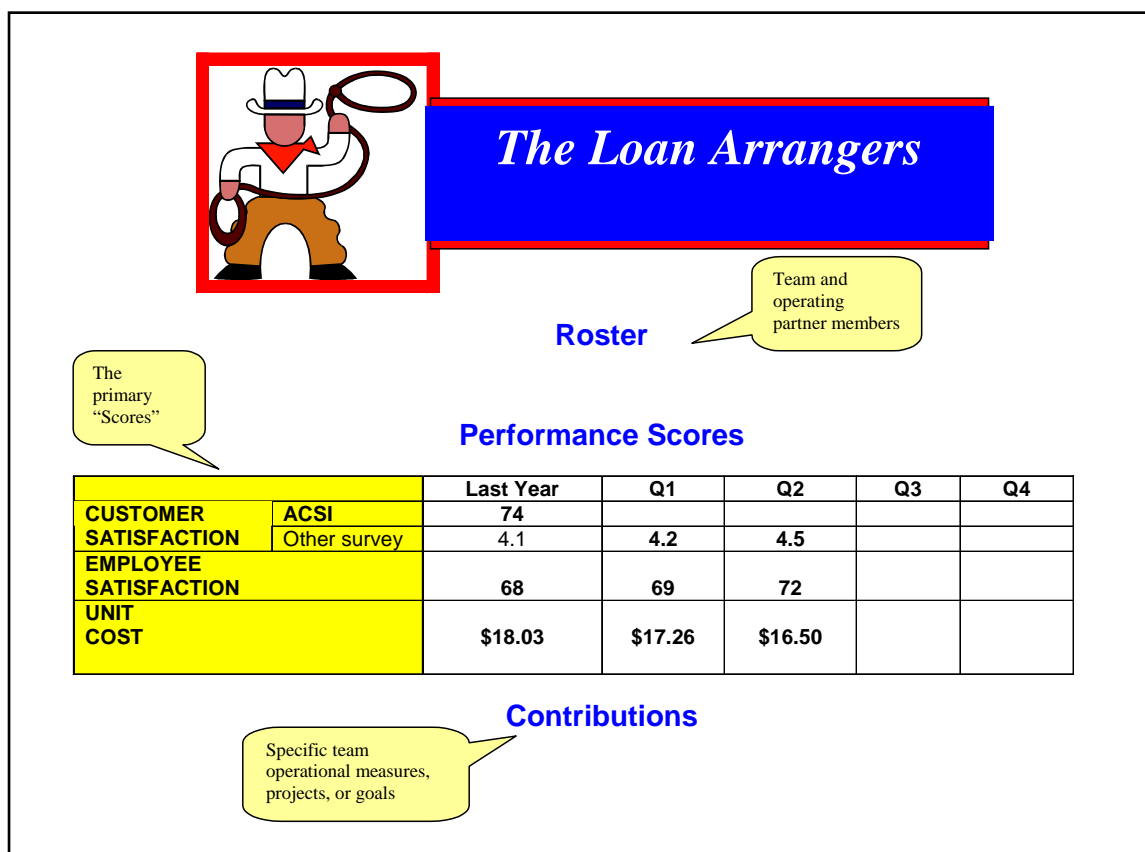 The Loan Arrangers
Team and
operating
partner members
Roster
The
primary
“Scores”
Performance Scores
Last Year Q1 Q2 Q3 Q4
CUSTOMER ACSI 74
SATISFACTION Other survey 4.1 4.2 4.5
EMPLOYEE
SATISFACTION 68 69 72
UNIT
COST $18.03 $17.26 $16.50
Contributions
Specific team
operational measures,
projects, or goals